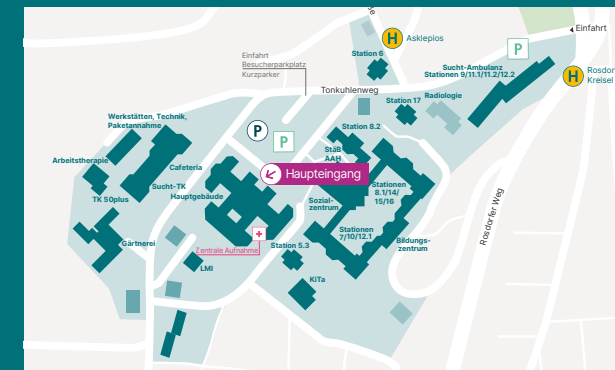 ße
Einfahrt
H Asklepios
P
Station 6
Einfahrt
Besucherparkplatz
Kurzparker
Sucht-Ambulanz
Stationen 9/11.1/11.2/12.2
H Rosdor
Kreisel
Tonkuhlenweg
Radiologie
Station 17
Werkstätten, Technik,
Paketannahme
P
P
Station 8.2
StäB
AAH
Arbeitstherapie
Cafeteria
Haupteingang
Sucht-TK
TK 50plus
Hauptgebäude
Stationen
8.1/14/
15/16
Sozial-
zentrum
Rosdorfer Weg
Stationen
7/10/12.1
Bildungs-
zentrum
Gärtnerei
Zentrale Aufnahme
Station 5.3
LMI
KiTa